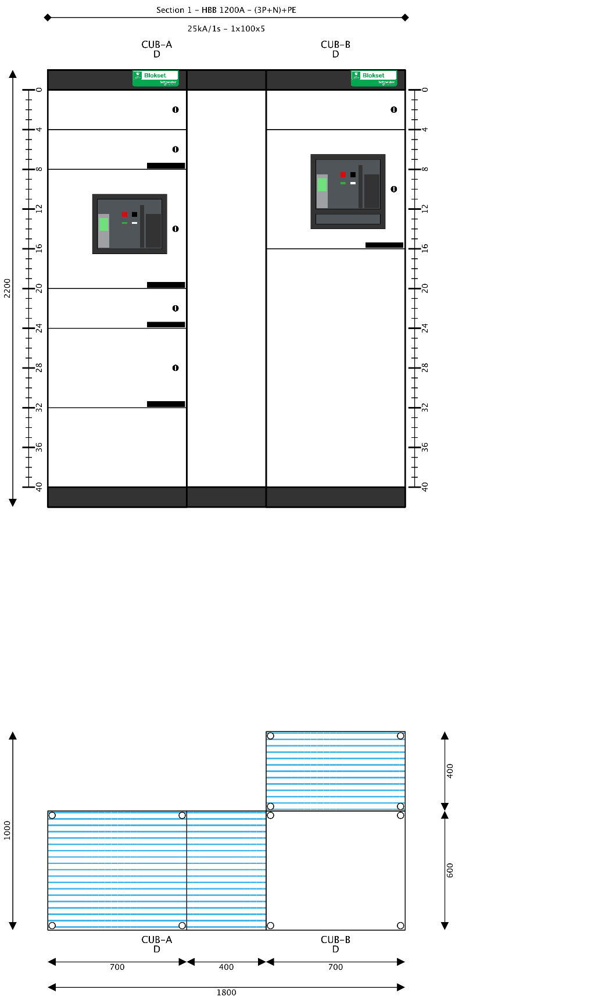 Section 1 – HBB 1200A – (3P+N)+PE
25kA/1s – 1x100x5
CUB–A
D
CUB–B
D
Blokset
Schneider
Blokset
Schneider
2200
0
4
8
12
16
20
24
28
32
36
40
0
4
8
12
16
20
24
28
32
36
40
1000
400
600
CUB–A
D
CUB–B
D
700
400
700
1800